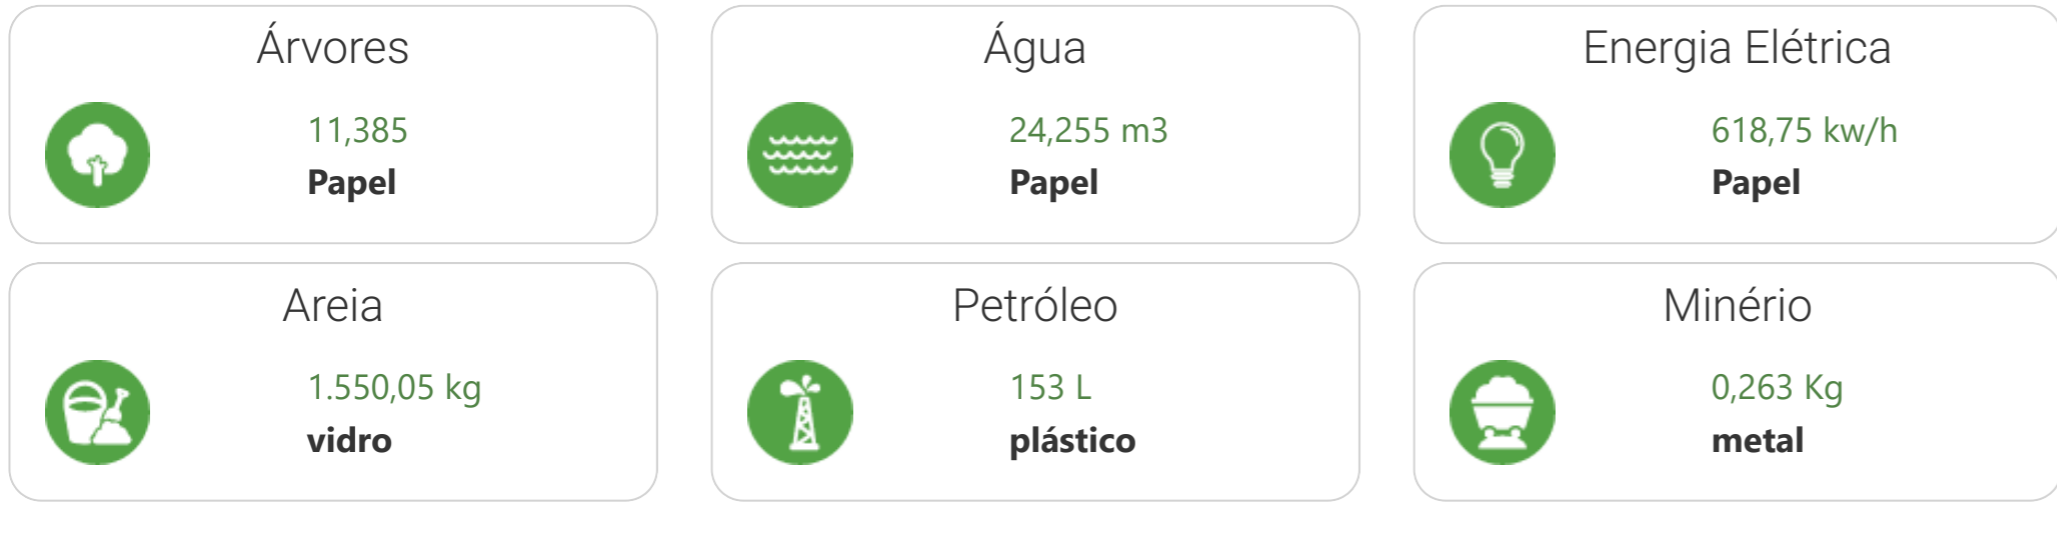 Árvores
11,385
Papel
Água
24,255 m3
Papel
Energia Elétrica
618,75 kw/h
Papel
Areia
1.550,05 kg
vidro
Petróleo
153 L
plástico
Minério
0,263 Kg
metal